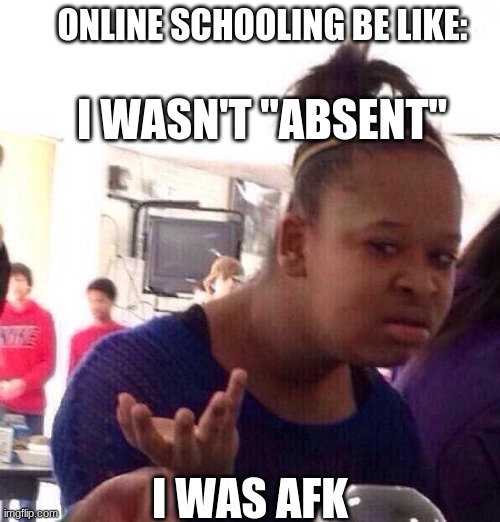 ONLINE SCHOOLING BE LIKE:
I WASN'T "ABSENT"
I WAS AFK
imgflip.com